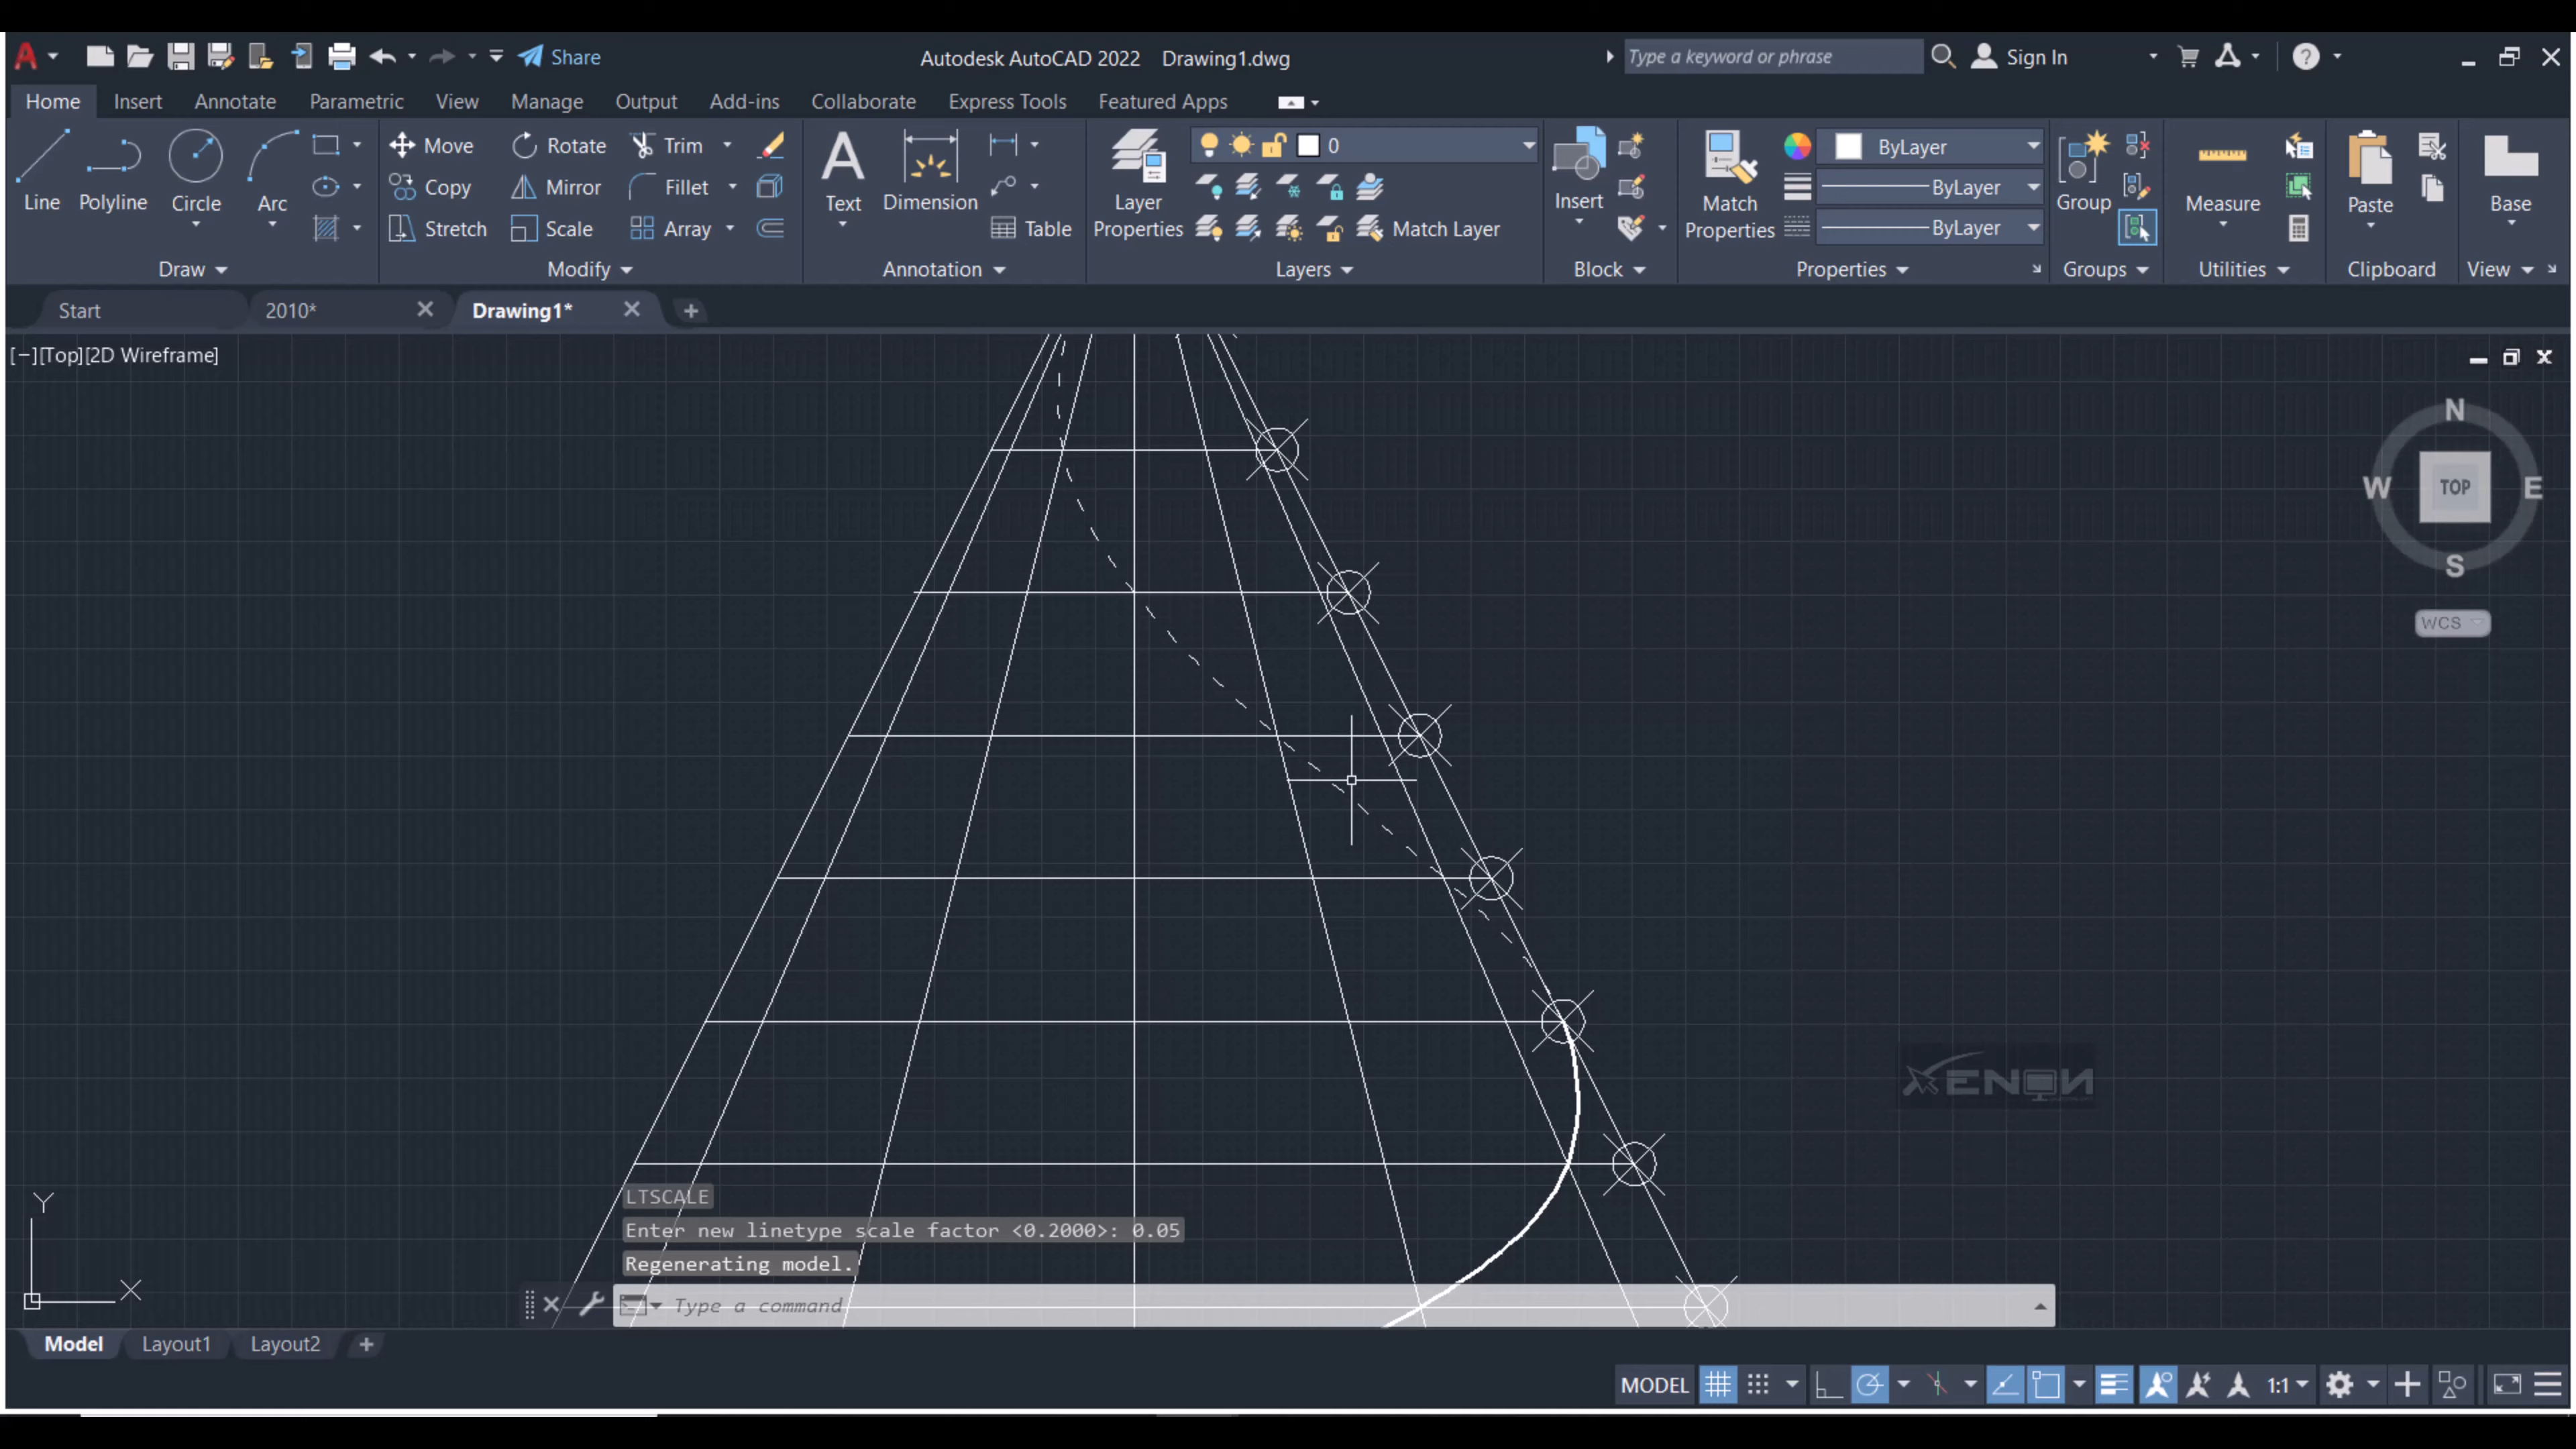 Share
Autodesk AutoCAD 2022 Drawing1.dwg
Type a keyword or phrase
Sign In
Home Insert Annotate Parametric View Manage Output Add-ins Collaborate Express Tools Featured Apps
Line Polyline Circle Arc
Move Rotate Trim
Copy Mirror Fillet
Stretch Scale Array
Text Dimension Table
Layer Properties
0
Match Layer
Insert
Match Properties
ByLayer
ByLayer
ByLayer
Group
Measure
Paste
Base
Draw Modify Annotation Layers Block Properties Groups Utilities Clipboard View
Start 2010* Drawing1*
[−][Top][2D Wireframe]
N
W TOP E
S
WCS
XENON
Y
X
LTSCALE
Enter new linetype scale factor <0.2000>: 0.05
Regenerating model.
Type a command
Model Layout1 Layout2
MODEL 1:1